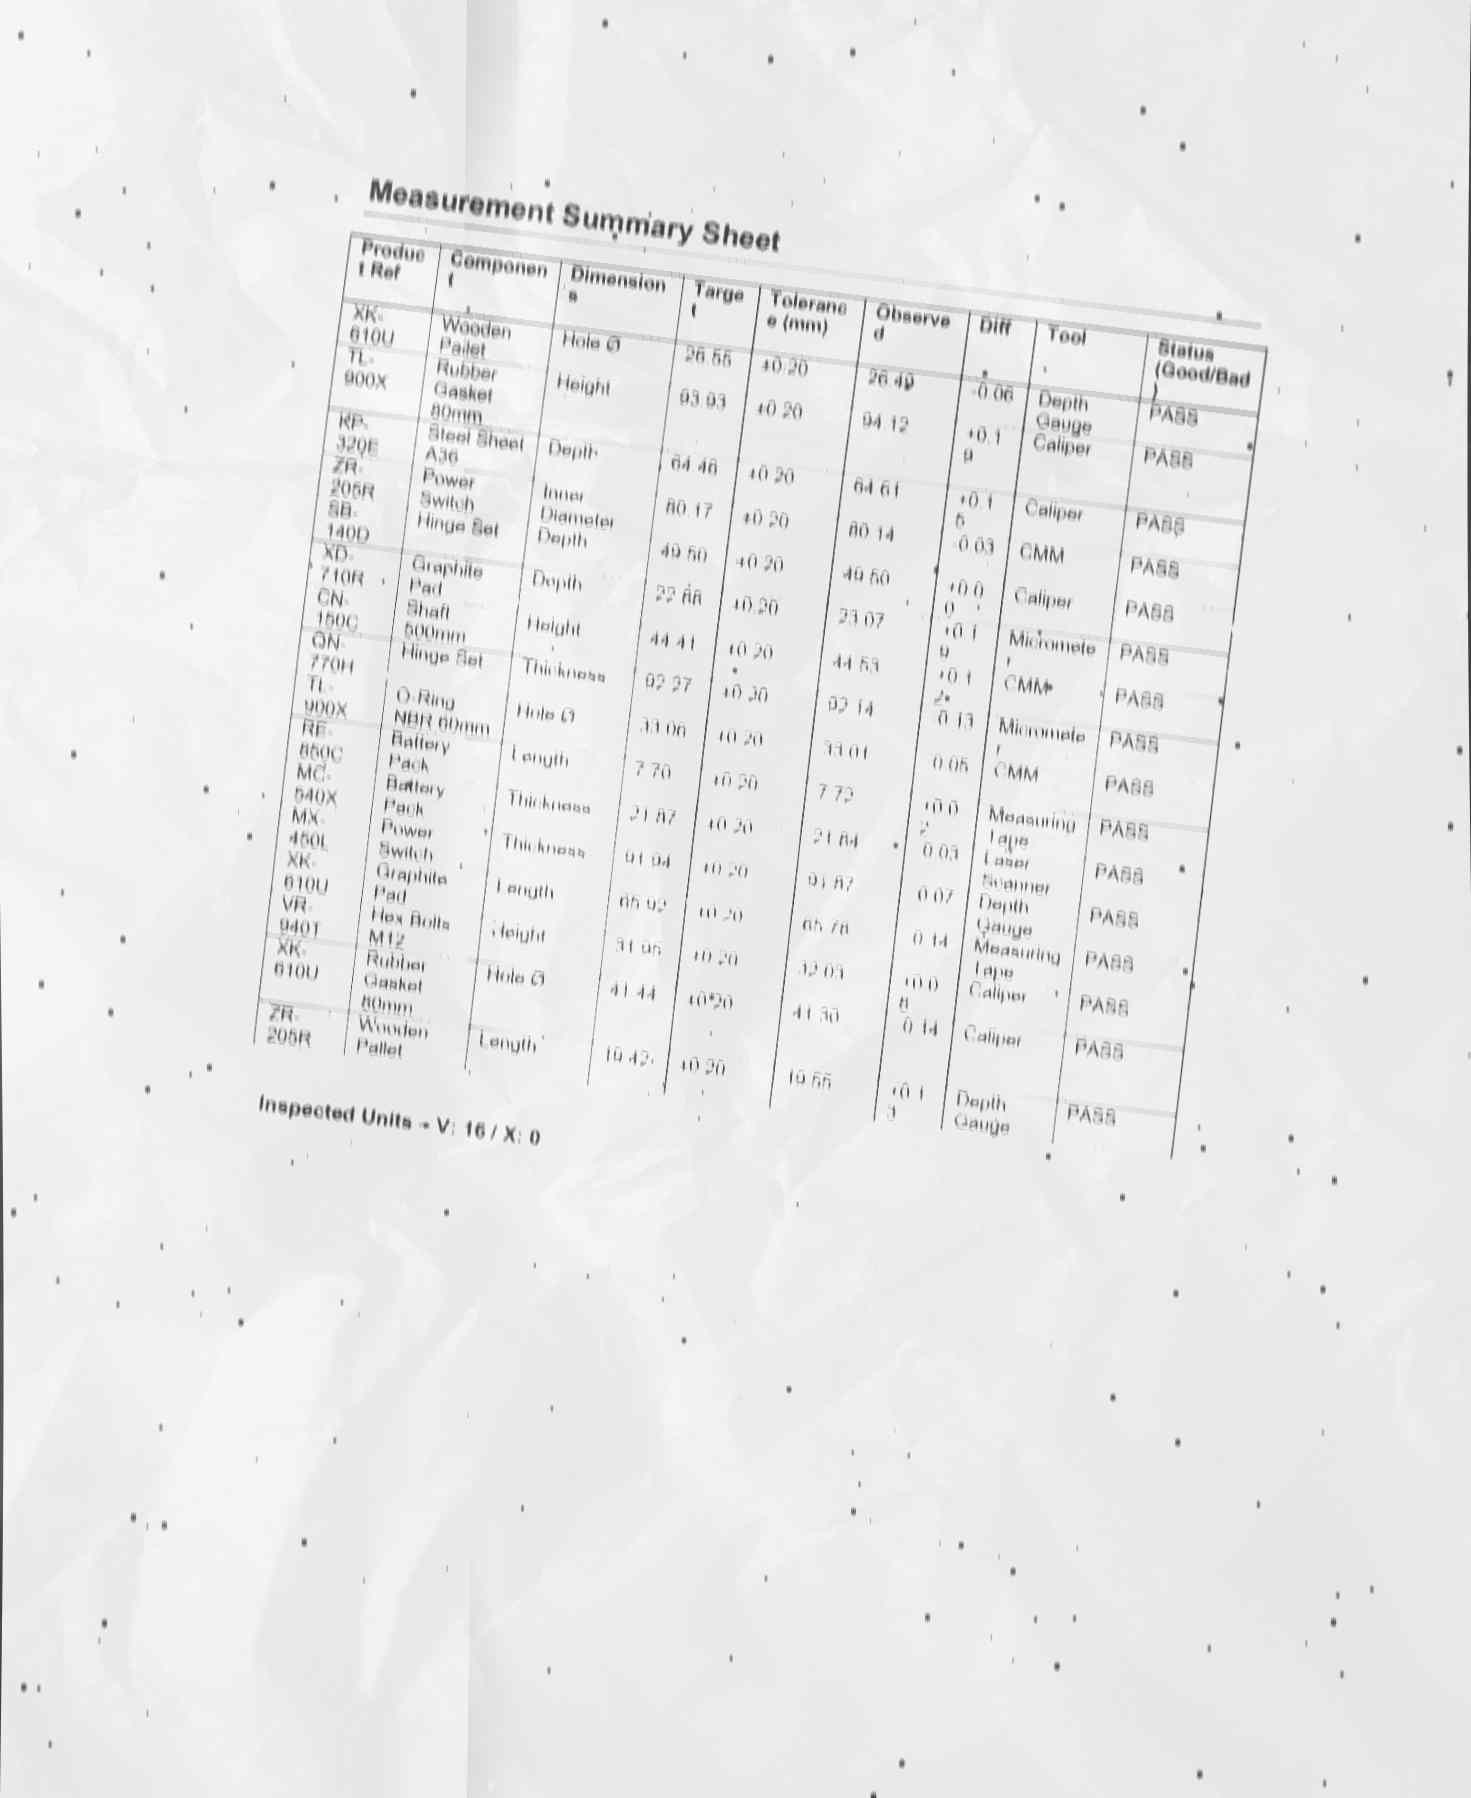 Measurement Summary Sheet
Product Ref Component Dimensions Target Tolerance (mm) Observed Diff Tool Status (Good/Bad)
XK-610U Wooden Pallet Hole Ø 26.55 ±0.20 26.49 -0.06 Depth Gauge PASS
TL-900X Rubber Gasket 80mm Height 93.93 ±0.20 94.12 +0.19 Caliper PASS
RP-320E Steel Sheet A36 Depth 64.46 ±0.20 64.61 +0.15 Caliper PASS
ZR-205R Power Switch Inner Diameter 80.17 ±0.20 80.14 -0.03 CMM PASS
SB-140D Hinge Set Depth 49.50 ±0.20 49.50 +0.00 Caliper PASS
XD-710R Graphite Pad Depth 22.88 ±0.20 23.07 +0.19 Micrometer PASS
CN-150C Shaft 500mm Height 44.41 ±0.20 44.53 +0.12 CMM PASS
QN-770H Hinge Set Thickness 92.27 ±0.20 92.14 -0.13 Micrometer PASS
TL-900X O-Ring NBR 60mm Hole Ø 33.06 ±0.20 33.01 -0.05 CMM PASS
RE-850C Battery Pack Length 7.70 ±0.20 7.72 +0.02 Measuring Tape PASS
MC-540X Battery Pack Thickness 21.87 ±0.20 21.84 -0.03 Laser Scanner PASS
MX-450L Power Switch Thickness 91.94 ±0.20 91.87 -0.07 Depth Gauge PASS
XK-610U Graphite Pad Length 65.92 ±0.20 65.78 -0.14 Measuring Tape PASS
VR-940T Hex Bolts M12 Height 31.95 ±0.20 32.03 +0.08 Caliper PASS
XK-610U Rubber Gasket 80mm Hole Ø 41.44 ±0.20 41.30 -0.14 Caliper PASS
ZR-205R Wooden Pallet Length 19.42 ±0.20 19.55 +0.13 Depth Gauge PASS
Inspected Units – V: 16 / X: 0